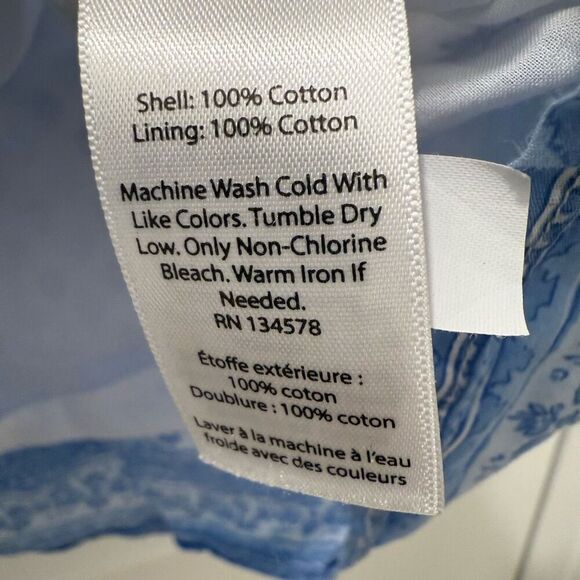 Shell: 100% Cotton
Lining: 100% Cotton
Machine Wash Cold With
Like Colors. Tumble Dry
Low. Only Non-Chlorine
Bleach. Warm Iron If
Needed.
RN 134578
Étoffe extérieure :
100% coton
Doublure : 100% coton
Laver à la machine à l'eau
froide avec des couleurs